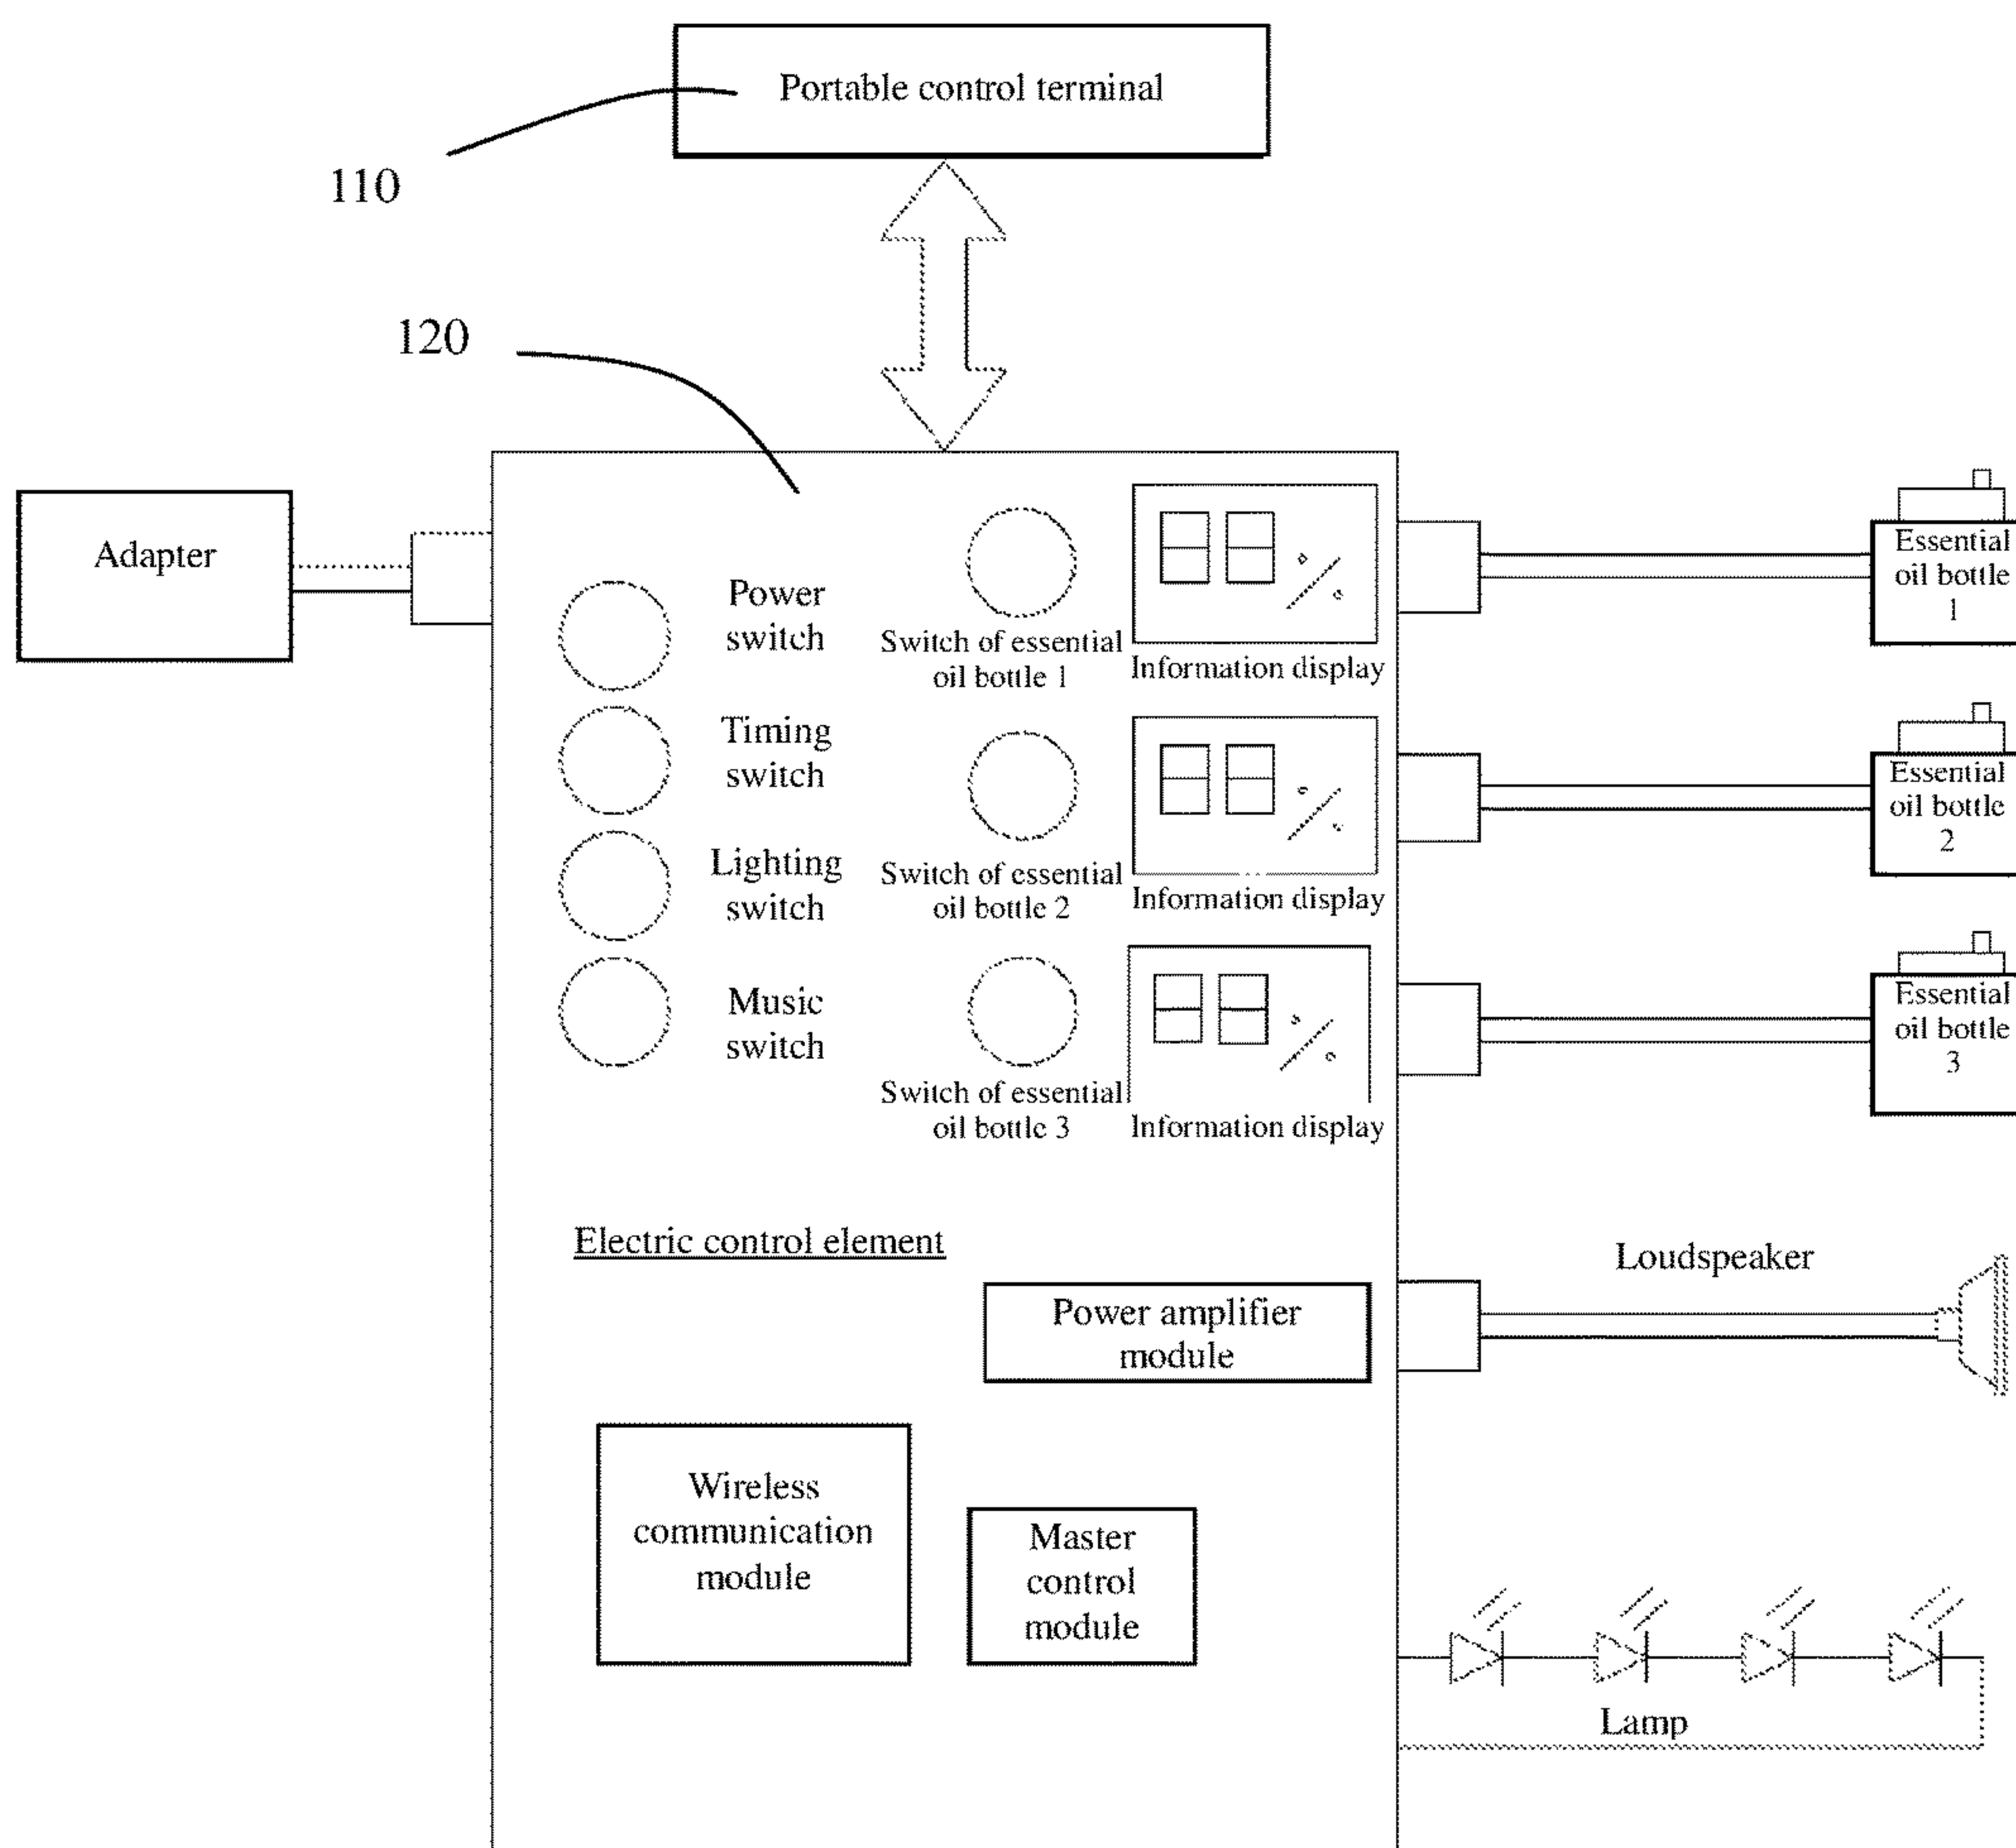 Portable control terminal
110
120
Adapter
Power
switch
Switch of essential
oil bottle 1
Information display
Essential
oil bottle
1
Timing
switch
Switch of essential
oil bottle 2
Information display
Essential
oil bottle
2
Lighting
switch
Music
switch
Switch of essential
oil bottle 3
Information display
Essential
oil bottle
3
Electric control element
Loudspeaker
Power amplifier
module
Wireless
communication
module
Master
control
module
Lamp